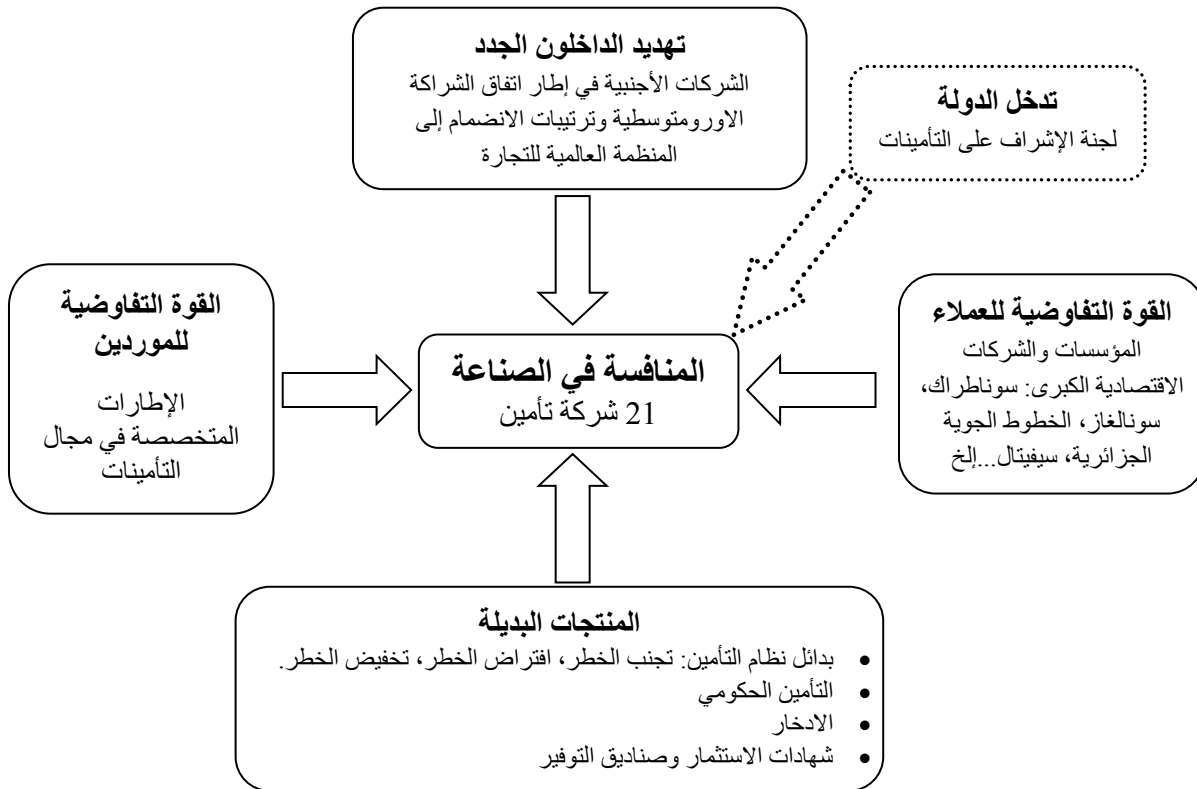 تهديد الداخلون الجدد
الشركات الأجنبية في إطار اتفاق الشراكة
الاورومتوسطية وترتيبات الانضمام إلى
المنظمة العالمية للتجارة
تدخل الدولة
لجنة الإشراف على التأمينات
القوة التفاوضية للعملاء
المؤسسات والشركات
الاقتصادية الكبرى: سوناطراك،
سونالغاز، الخطوط الجوية
الجزائرية، سيفيتال...إلخ
المنافسة في الصناعة
21 شركة تأمين
القوة التفاوضية
للموردين
الإطارات
المتخصصة في مجال
التأمينات
المنتجات البديلة
• بدائل نظام التأمين: تجنب الخطر، افتراض الخطر، تخفيض الخطر.
• التأمين الحكومي
• الادخار
• شهادات الاستثمار وصناديق التوفير